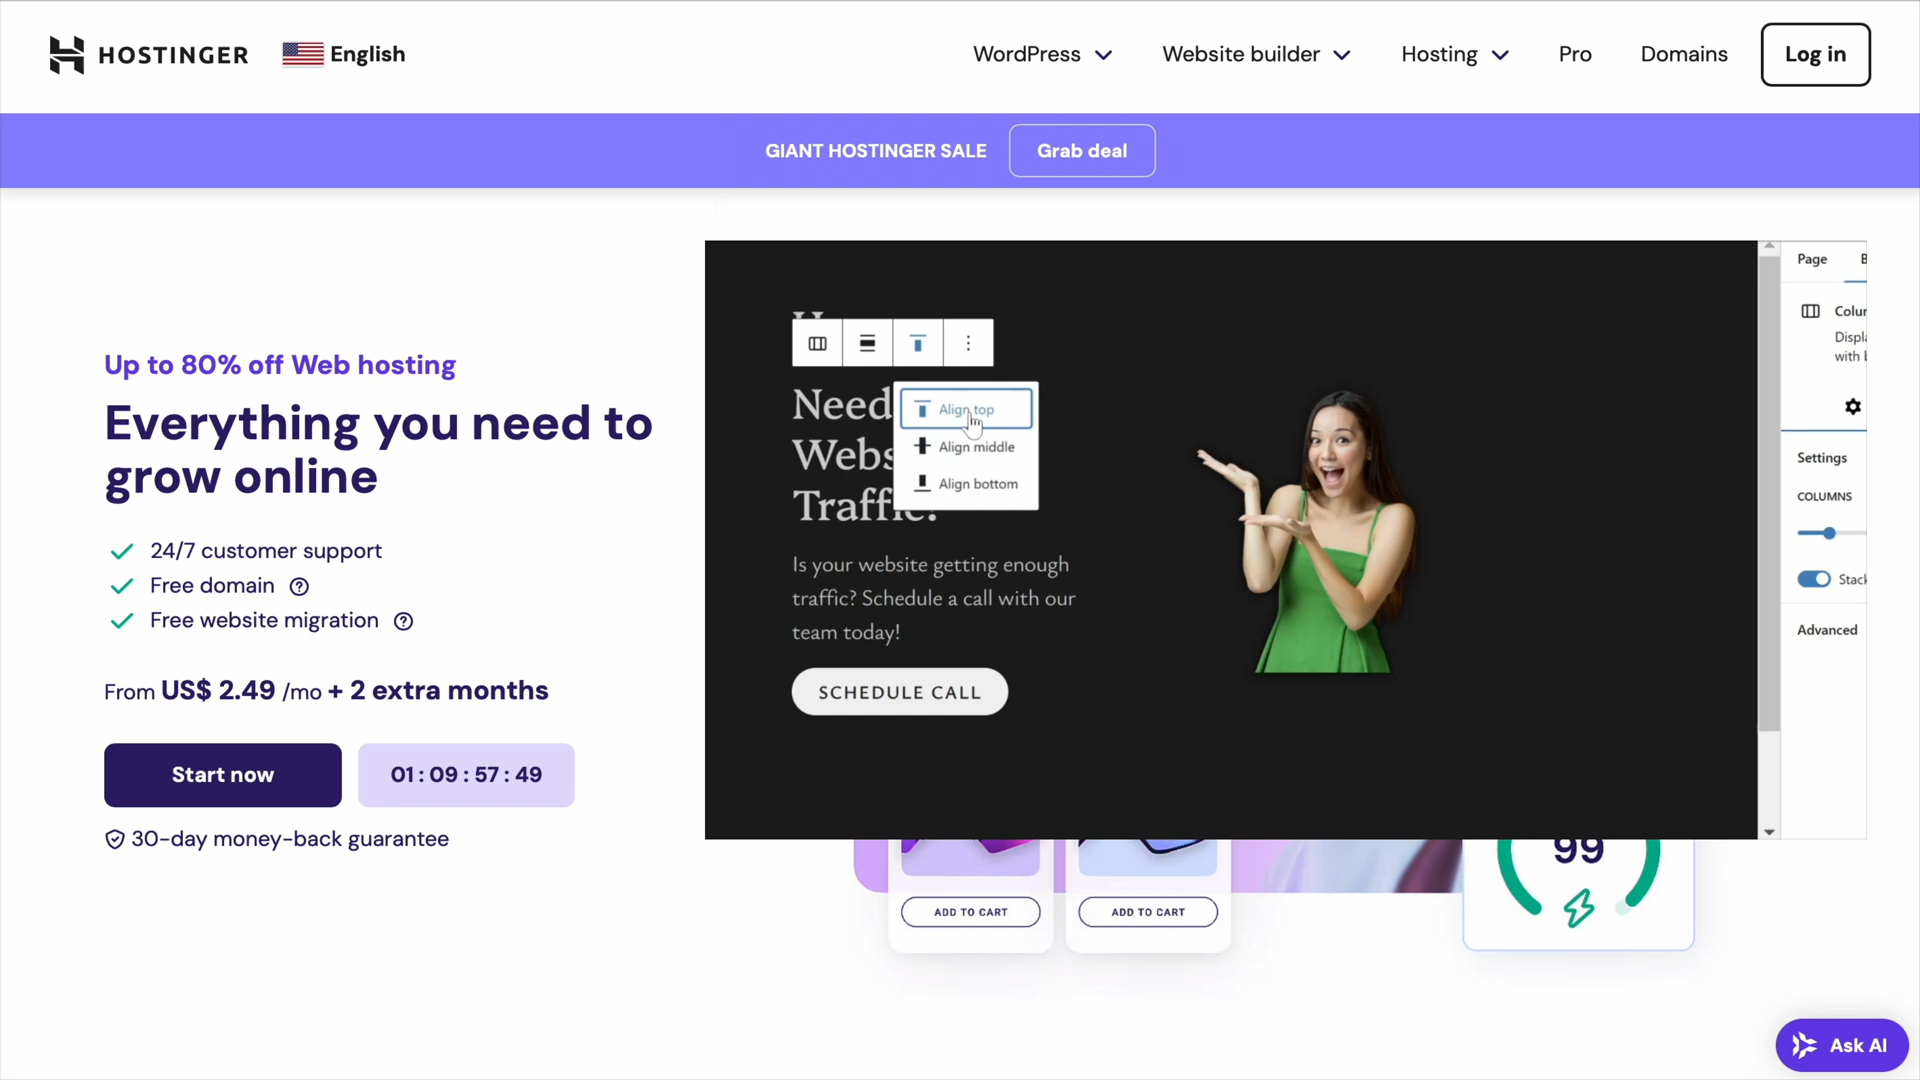 HOSTINGER
English
WordPress
Website builder
Hosting
Pro
Domains
Log in
GIANT HOSTINGER SALE
Grab deal
Up to 80% off Web hosting
Everything you need to
grow online
24/7 customer support
Free domain
Free website migration
From US$ 2.49 /mo + 2 extra months
Start now
01 : 09 : 57 : 49
30-day money-back guarantee
Need
Align top
Align middle
Align bottom
Is your website getting enough
traffic? Schedule a call with our
team today!
SCHEDULE CALL
Page
Settings
COLUMNS
Advanced
99
ADD TO CART
ADD TO CART
Ask AI